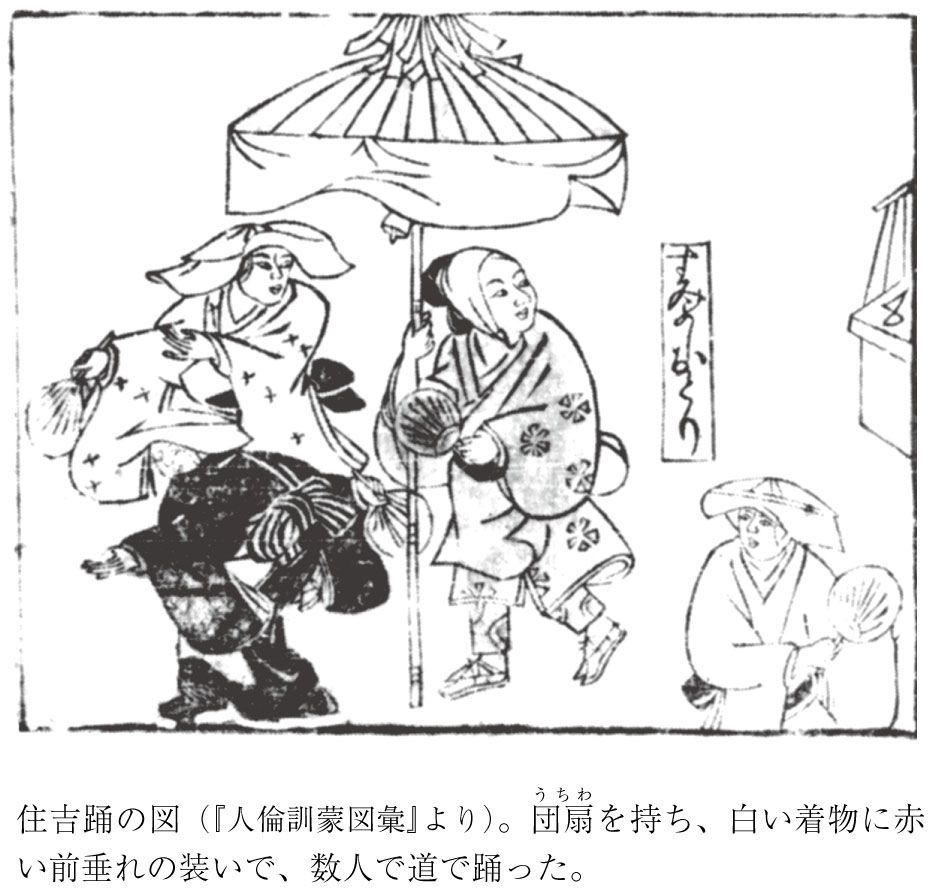 すみよしおどり
うちわ
住吉踊の図(『人倫訓蒙図彙』より)。団扇を持ち、白い着物に赤
い前垂れの装いで、数人で道で踊った。